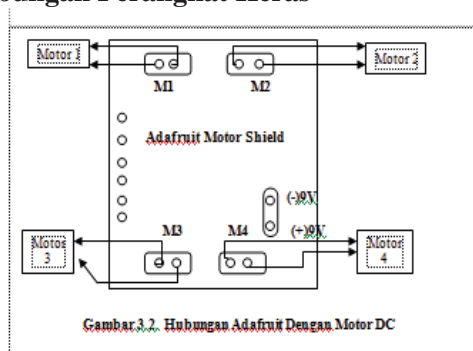 Motor 1
Motor 2
M1
M2
Adafruit Motor Shield
(-)9V
(+)9V
M3
M4
Motor
3
Motor
4
Gambar 3.2. Hubungan Adafruit Dengan Motor DC